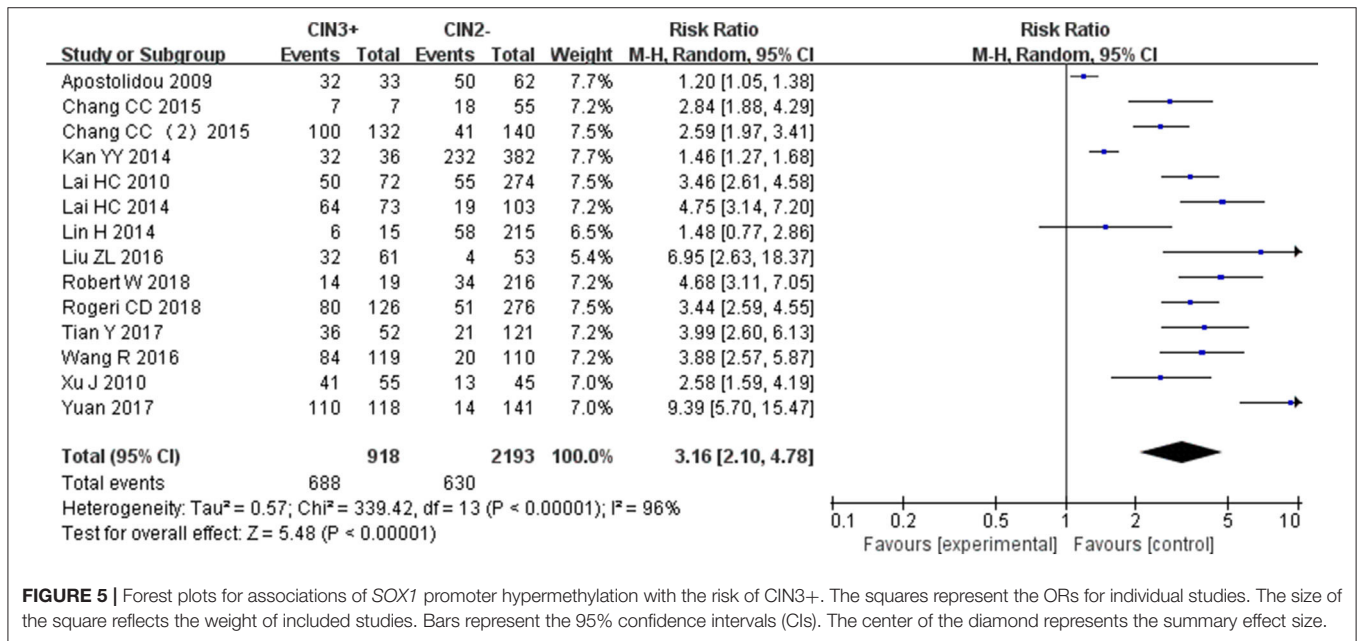 CIN3+ CIN2- Risk Ratio Risk Ratio
Study or Subgroup Events Total Events Total Weight M-H, Random, 95% CI M-H, Random, 95% CI
Apostolidou 2009 32 33 50 62 7.7% 1.20 [1.05, 1.38]
Chang CC 2015 7 7 18 55 7.2% 2.84 [1.88, 4.29]
Chang CC (2) 2015 100 132 41 140 7.5% 2.59 [1.97, 3.41]
Kan YY 2014 32 36 232 382 7.7% 1.46 [1.27, 1.68]
Lai HC 2010 50 72 55 274 7.5% 3.46 [2.61, 4.58]
Lai HC 2014 64 73 19 103 7.2% 4.75 [3.14, 7.20]
Lin H 2014 6 15 58 215 6.5% 1.48 [0.77, 2.86]
Liu ZL 2016 32 61 4 53 5.4% 6.95 [2.63, 18.37]
Robert W 2018 14 19 34 216 7.2% 4.68 [3.11, 7.05]
Rogeri CD 2018 80 126 51 276 7.5% 3.44 [2.59, 4.55]
Tian Y 2017 36 52 21 121 7.2% 3.99 [2.60, 6.13]
Wang R 2016 84 119 20 110 7.2% 3.88 [2.57, 5.87]
Xu J 2010 41 55 13 45 7.0% 2.58 [1.59, 4.19]
Yuan 2017 110 118 14 141 7.0% 9.39 [5.70, 15.47]
Total (95% CI) 918 2193 100.0% 3.16 [2.10, 4.78]
Total events 688 630
Heterogeneity: Tau² = 0.57; Chi² = 339.42, df = 13 (P < 0.00001); I² = 96%
Test for overall effect: Z = 5.48 (P < 0.00001)
0.1 0.2 0.5 1 2 5 10
Favours [experimental] Favours [control]
FIGURE 5 | Forest plots for associations of SOX1 promoter hypermethylation with the risk of CIN3+. The squares represent the ORs for individual studies. The size of
the square reflects the weight of included studies. Bars represent the 95% confidence intervals (CIs). The center of the diamond represents the summary effect size.